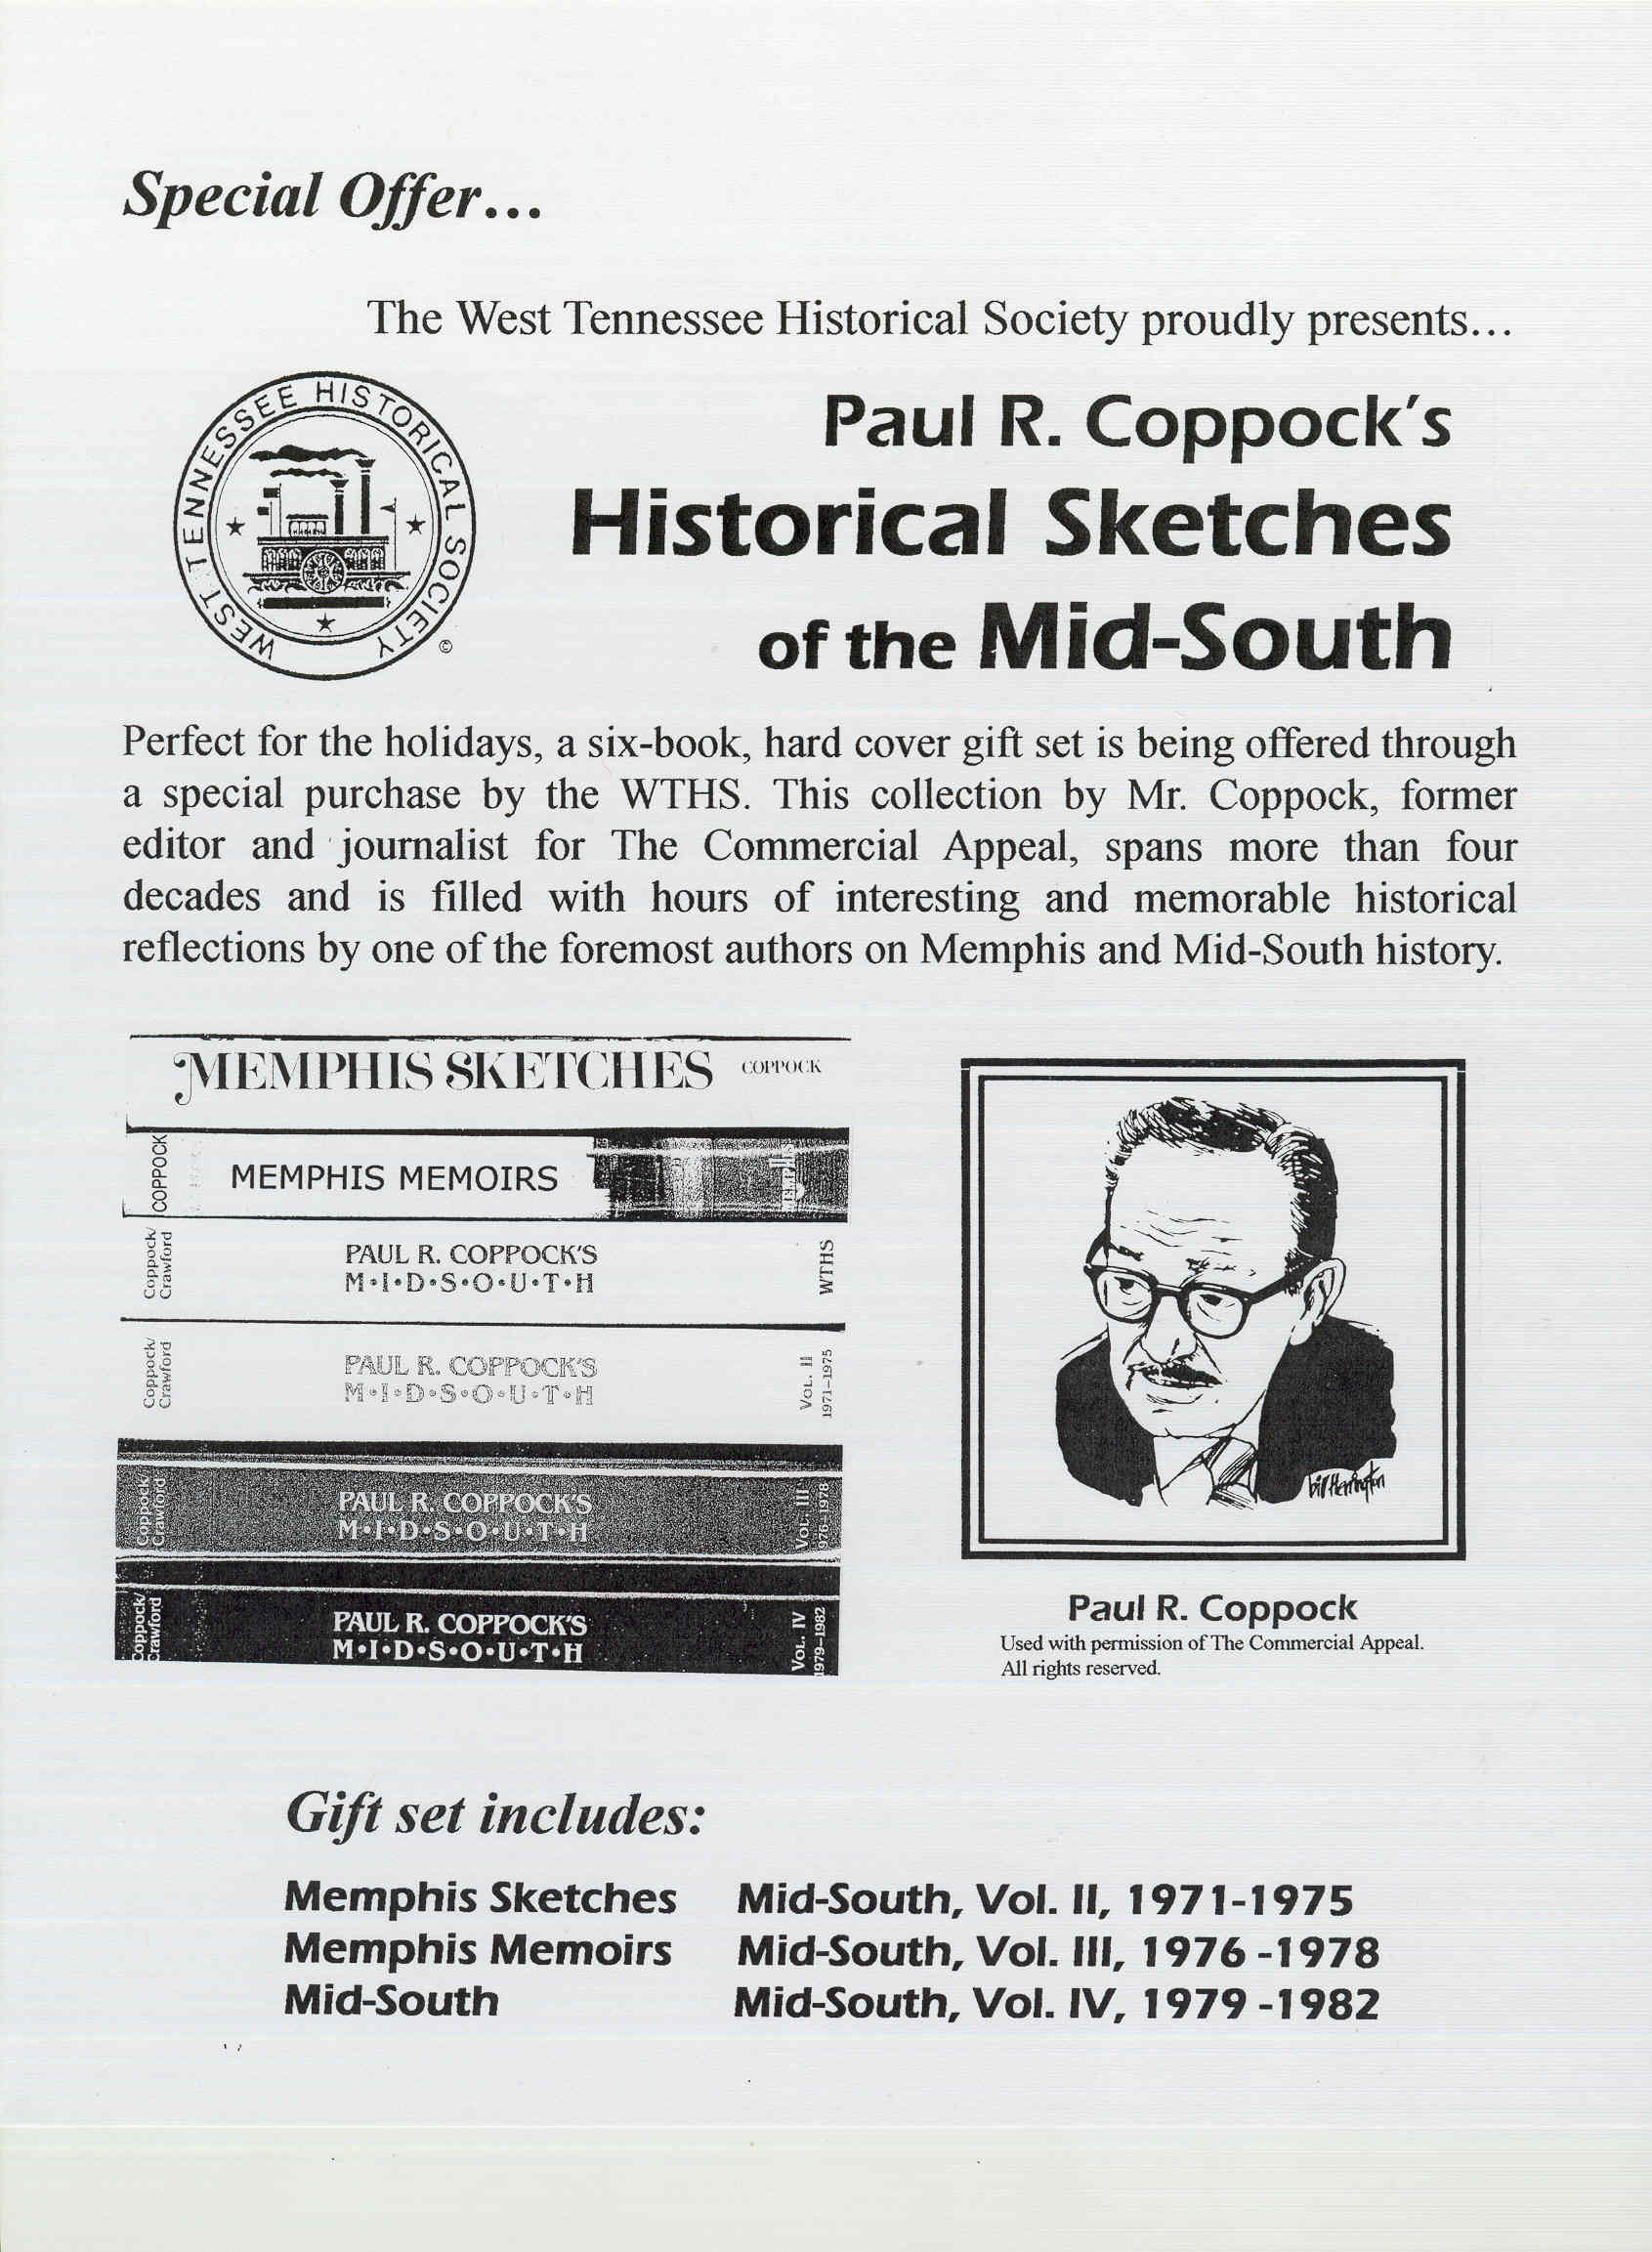 Special Offer...
The West Tennessee Historical Society proudly presents...
WEST TENNESSEE HISTORICAL SOCIETY
©
Paul R. Coppock's
Historical Sketches
of the Mid-South
Perfect for the holidays, a six-book, hard cover gift set is being offered through
a special purchase by the WTHS. This collection by Mr. Coppock, former
editor and journalist for The Commercial Appeal, spans more than four
decades and is filled with hours of interesting and memorable historical
reflections by one of the foremost authors on Memphis and Mid-South history.
MEMPHIS SKETCHES COPPOCK
COPPOCK MEMPHIS MEMOIRS
Coppock/
Crawford
PAUL R. COPPOCK'S
M•I•D•S•O•U•T•H
WTHS
Coppock/
Crawford
PAUL R. COPPOCK'S
M•I•D•S•O•U•T•H
VOL. II
1971–1975
Coppock/
Crawford
PAUL R. COPPOCK'S
M•I•D•S•O•U•T•H
VOL. III
976–1978
Coppock/
Crawford
PAUL R. COPPOCK'S
M•I•D•S•O•U•T•H
VOL. IV
1979–1982
bill Herrington
Paul R. Coppock
Used with permission of The Commercial Appeal.
All rights reserved.
Gift set includes:
Memphis Sketches
Memphis Memoirs
Mid-South
Mid-South, Vol. II, 1971-1975
Mid-South, Vol. III, 1976 -1978
Mid-South, Vol. IV, 1979 -1982